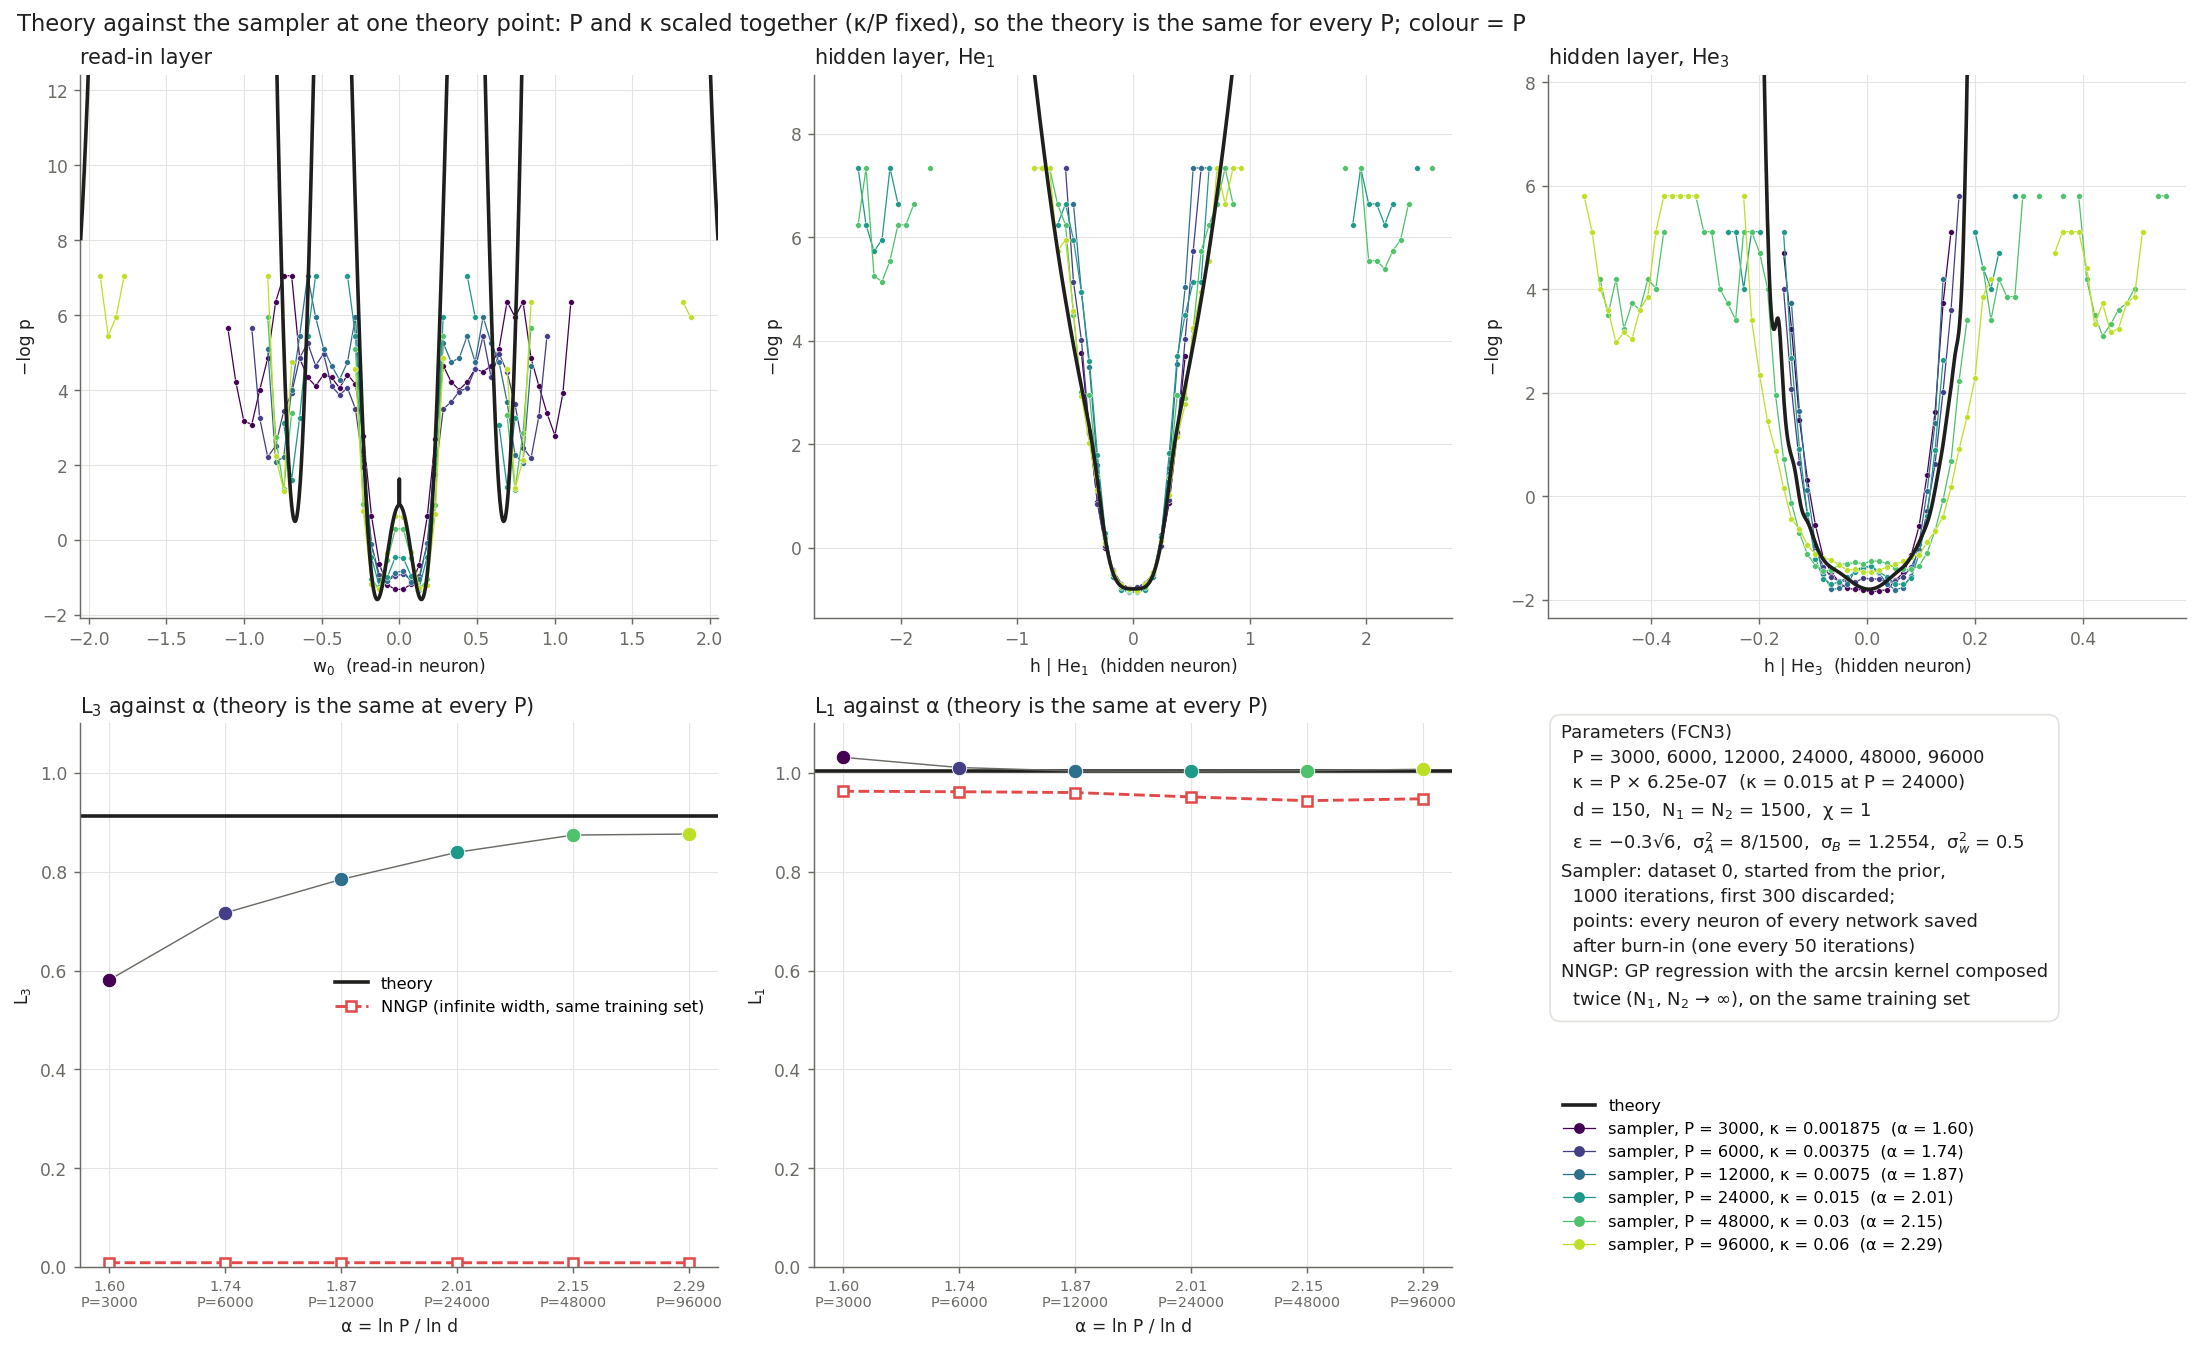 Theory against the sampler at one theory point: P and κ scaled together (κ/P fixed), so the theory is the same for every P; colour = P
read-in layer
12
10
8
6
4
2
0
−2
−log p
−2.0 −1.5 −1.0 −0.5 0.0 0.5 1.0 1.5 2.0
w₀ (read-in neuron)
hidden layer, He₁
8
6
4
2
0
−log p
−2 −1 0 1 2
h | He₁ (hidden neuron)
hidden layer, He₃
8
6
4
2
0
−2
−log p
−0.4 −0.2 0.0 0.2 0.4
h | He₃ (hidden neuron)
L₃ against α (theory is the same at every P)
1.0
0.8
0.6
0.4
0.2
0.0
L₃
theory
NNGP (infinite width, same training set)
1.60 1.74 1.87 2.01 2.15 2.29
P=3000 P=6000 P=12000 P=24000 P=48000 P=96000
α = ln P / ln d
L₁ against α (theory is the same at every P)
1.0
0.8
0.6
0.4
0.2
0.0
L₁
1.60 1.74 1.87 2.01 2.15 2.29
P=3000 P=6000 P=12000 P=24000 P=48000 P=96000
α = ln P / ln d
Parameters (FCN3)
P = 3000, 6000, 12000, 24000, 48000, 96000
κ = P × 6.25e-07 (κ = 0.015 at P = 24000)
d = 150, N₁ = N₂ = 1500, χ = 1
ε = −0.3√6, σ_A² = 8/1500, σ_B = 1.2554, σ_w² = 0.5
Sampler: dataset 0, started from the prior,
1000 iterations, first 300 discarded;
points: every neuron of every network saved
after burn-in (one every 50 iterations)
NNGP: GP regression with the arcsin kernel composed
twice (N₁, N₂ → ∞), on the same training set
theory
sampler, P = 3000, κ = 0.001875 (α = 1.60)
sampler, P = 6000, κ = 0.00375 (α = 1.74)
sampler, P = 12000, κ = 0.0075 (α = 1.87)
sampler, P = 24000, κ = 0.015 (α = 2.01)
sampler, P = 48000, κ = 0.03 (α = 2.15)
sampler, P = 96000, κ = 0.06 (α = 2.29)